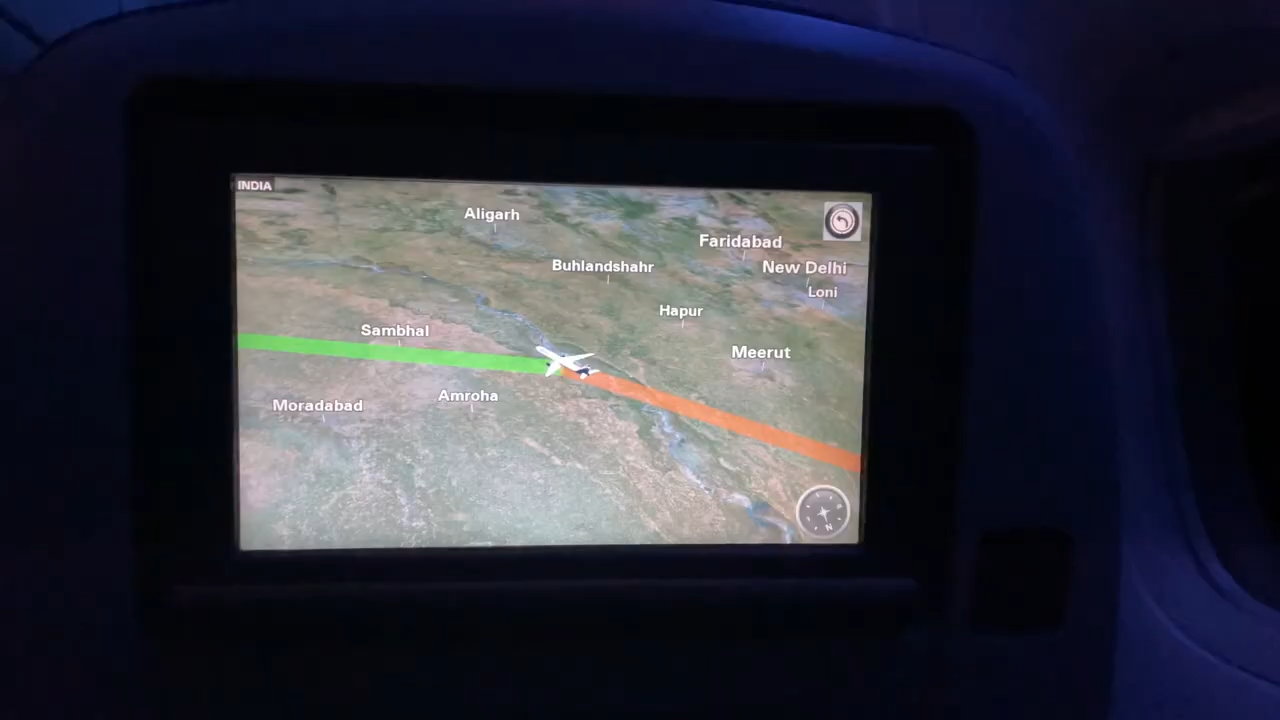 INDIA
Aligarh
Faridabad
Buhlandshahr
New Delhi
Loni
Hapur
Sambhal
Meerut
Amroha
Moradabad
N